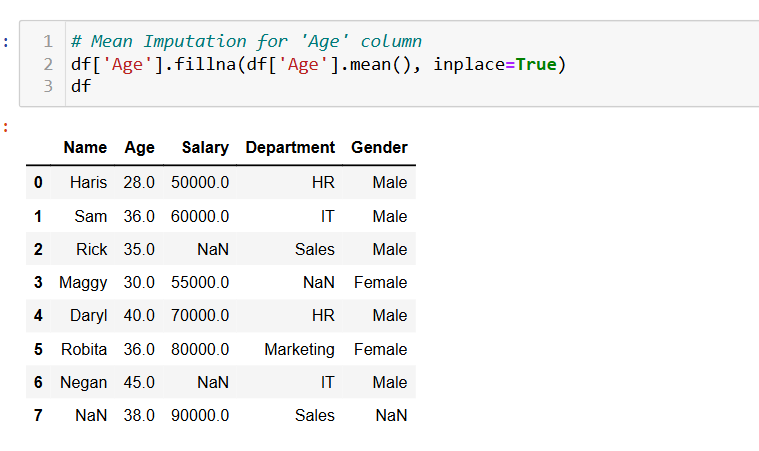 : 1 # Mean Imputation for 'Age' column
2 df['Age'].fillna(df['Age'].mean(), inplace=True)
3 df
:
Name Age Salary Department Gender
0 Haris 28.0 50000.0 HR Male
1 Sam 36.0 60000.0 IT Male
2 Rick 35.0 NaN Sales Male
3 Maggy 30.0 55000.0 NaN Female
4 Daryl 40.0 70000.0 HR Male
5 Robita 36.0 80000.0 Marketing Female
6 Negan 45.0 NaN IT Male
7 NaN 38.0 90000.0 Sales NaN